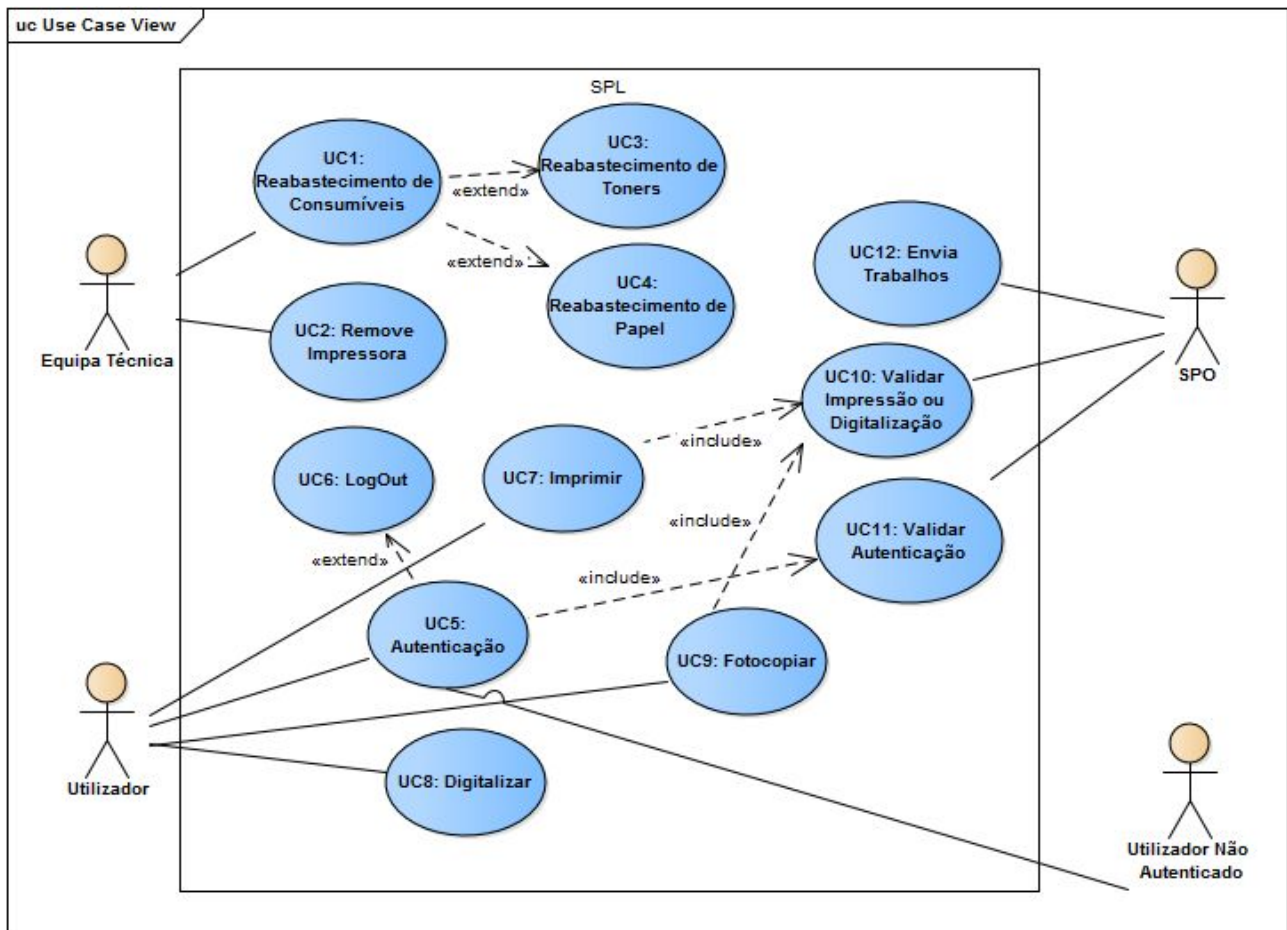 uc Use Case View
SPL
UC1:
Reabastecimento de
Consumíveis
«extend»
«extend»
UC3:
Reabastecimento de
Toners
UC4:
Reabastecimento de
Papel
UC12: Envia
Trabalhos
Equipa Técnica
UC2: Remove
Impressora
SPO
UC10: Validar
Impressão ou
Digitalização
UC6: LogOut
UC7: Imprimir
«include»
«include»
UC11: Validar
Autenticação
«extend»
«include»
UC5:
Autenticação
UC9: Fotocopiar
Utilizador
UC8: Digitalizar
Utilizador Não
Autenticado